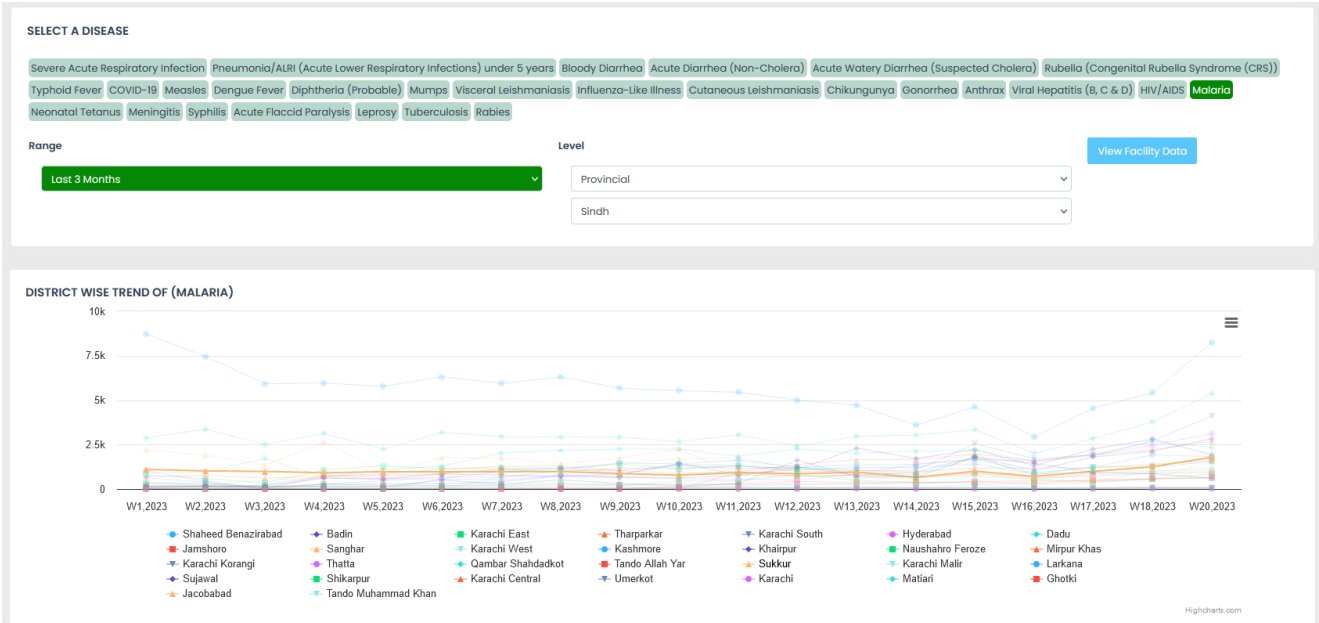 SELECT A DISEASE
Severe Acute Respiratory Infection Pneumonia/ALRI (Acute Lower Respiratory Infections) under 5 years Bloody Diarrhea Acute Diarrhea (Non-Cholera) Acute Watery Diarrhea (Suspected Cholera) Rubella (Congenital Rubella Syndrome (CRS))
Typhoid Fever COVID-19 Measles Dengue Fever Diphtheria (Probable) Mumps Visceral Leishmaniasis Influenza-Like Illness Cutaneous Leishmaniasis Chikungunya Gonorrhea Anthrax Viral Hepatitis (B, C & D) HIV/AIDS Malaria
Neonatal Tetanus Meningitis Syphilis Acute Flaccid Paralysis Leprosy Tuberculosis Rabies
Range Level View Facility Data
Last 3 Months Provincial
Sindh
DISTRICT WISE TREND OF (MALARIA)
10k
7.5k
5k
2.5k
0
W1,2023 W2,2023 W3,2023 W4,2023 W5,2023 W6,2023 W7,2023 W8,2023 W9,2023 W10,2023 W11,2023 W12,2023 W13,2023 W14,2023 W15,2023 W16,2023 W17,2023 W18,2023 W20,2023
Shaheed Benazirabad Badin Karachi East Tharparkar Karachi South Hyderabad Dadu
Jamshoro Sanghar Karachi West Kashmore Khairpur Naushahro Feroze Mirpur Khas
Karachi Korangi Thatta Qambar Shahdadkot Tando Allah Yar Sukkur Karachi Malir Larkana
Sujawal Shikarpur Karachi Central Umerkot Karachi Matiari Ghotki
Jacobabad Tando Muhammad Khan
Highcharts.com